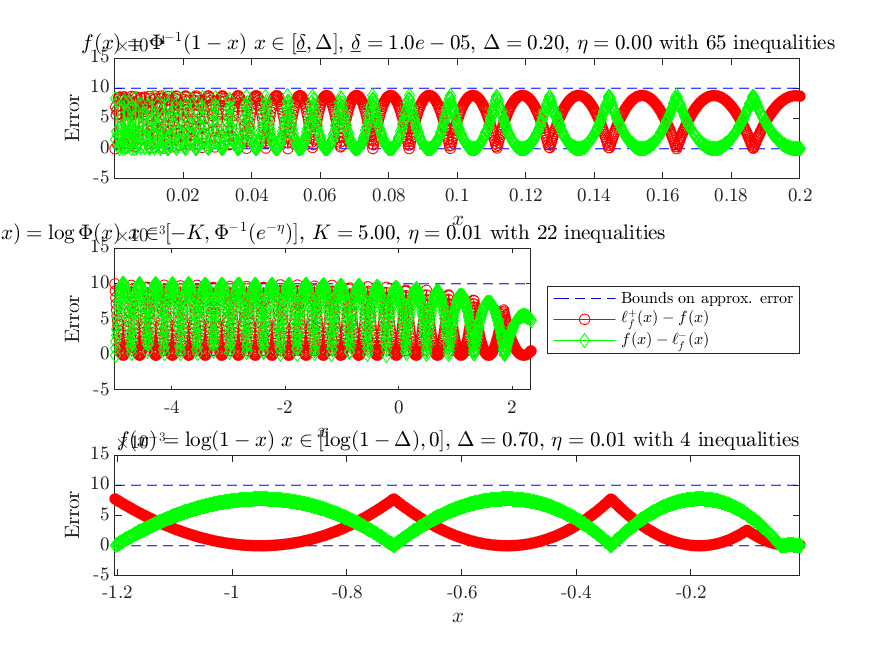 f(x) = Φ⁻¹(1 − x) x ∈ [δ, Δ], δ = 1.0e − 05, Δ = 0.20, η = 0.00 with 65 inequalities
15
10
5
0
-5
Error
0.02 0.04 0.06 0.08 0.1 0.12 0.14 0.16 0.18 0.2
x
x) = log Φ(x) x ∈ [−K, Φ⁻¹(e^{−η})], K = 5.00, η = 0.01 with 22 inequalities
×10⁻³
15
10
5
0
-5
Error
-4 -2 0 2
x
Bounds on approx. error
ℓ_f⁺(x) − f(x)
f(x) − ℓ_f⁻(x)
f(x) = log(1 − x) x ∈ [log(1 − Δ), 0], Δ = 0.70, η = 0.01 with 4 inequalities
×10⁻³
15
10
5
0
-5
Error
-1.2 -1 -0.8 -0.6 -0.4 -0.2
x